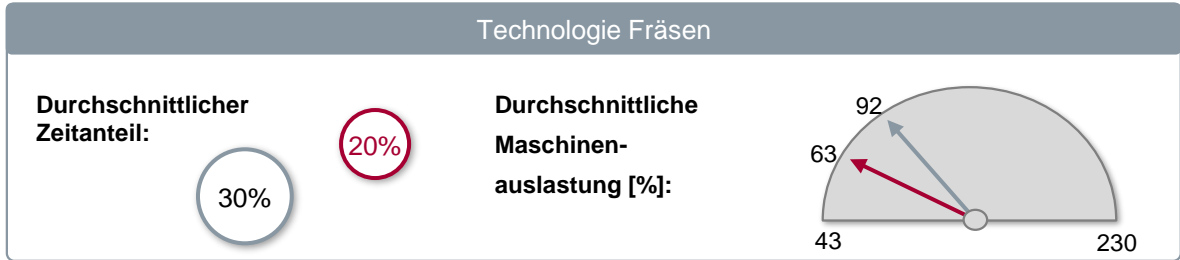 Technologie Fräsen
Durchschnittlicher
Zeitanteil:
20%
30%
Durchschnittliche
Maschinen-
auslastung [%]:
92
63
43
230